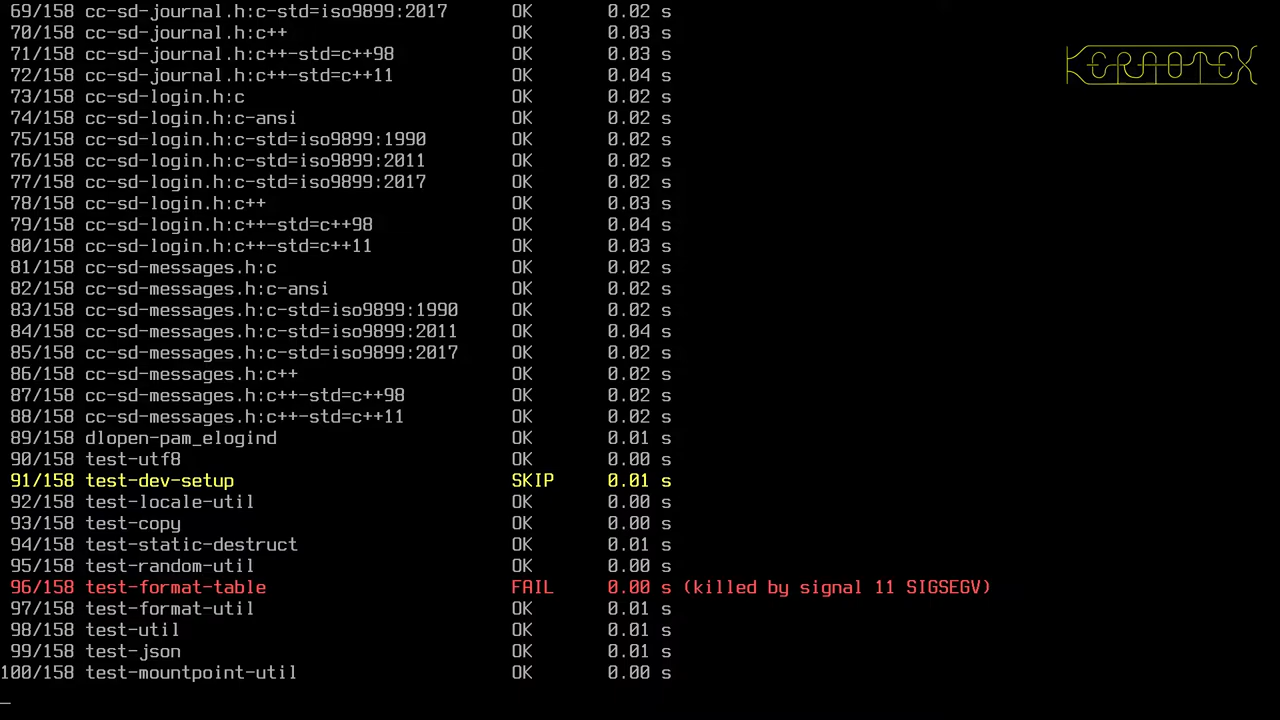 69/158 cc-sd-journal.h:c-std=iso9899:2017 OK 0.02 s
70/158 cc-sd-journal.h:c++ OK 0.03 s
71/158 cc-sd-journal.h:c++-std=c++98 OK 0.03 s
72/158 cc-sd-journal.h:c++-std=c++11 OK 0.04 s
73/158 cc-sd-login.h:c OK 0.02 s
74/158 cc-sd-login.h:c-ansi OK 0.02 s
75/158 cc-sd-login.h:c-std=iso9899:1990 OK 0.02 s
76/158 cc-sd-login.h:c-std=iso9899:2011 OK 0.02 s
77/158 cc-sd-login.h:c-std=iso9899:2017 OK 0.02 s
78/158 cc-sd-login.h:c++ OK 0.03 s
79/158 cc-sd-login.h:c++-std=c++98 OK 0.04 s
80/158 cc-sd-login.h:c++-std=c++11 OK 0.03 s
81/158 cc-sd-messages.h:c OK 0.02 s
82/158 cc-sd-messages.h:c-ansi OK 0.02 s
83/158 cc-sd-messages.h:c-std=iso9899:1990 OK 0.02 s
84/158 cc-sd-messages.h:c-std=iso9899:2011 OK 0.04 s
85/158 cc-sd-messages.h:c-std=iso9899:2017 OK 0.02 s
86/158 cc-sd-messages.h:c++ OK 0.02 s
87/158 cc-sd-messages.h:c++-std=c++98 OK 0.02 s
88/158 cc-sd-messages.h:c++-std=c++11 OK 0.02 s
89/158 dlopen-pam_elogind OK 0.01 s
90/158 test-utf8 OK 0.00 s
91/158 test-dev-setup SKIP 0.01 s
92/158 test-locale-util OK 0.00 s
93/158 test-copy OK 0.00 s
94/158 test-static-destruct OK 0.01 s
95/158 test-random-util OK 0.00 s
96/158 test-format-table FAIL 0.00 s (killed by signal 11 SIGSEGV)
97/158 test-format-util OK 0.01 s
98/158 test-util OK 0.01 s
99/158 test-json OK 0.01 s
100/158 test-mountpoint-util OK 0.00 s